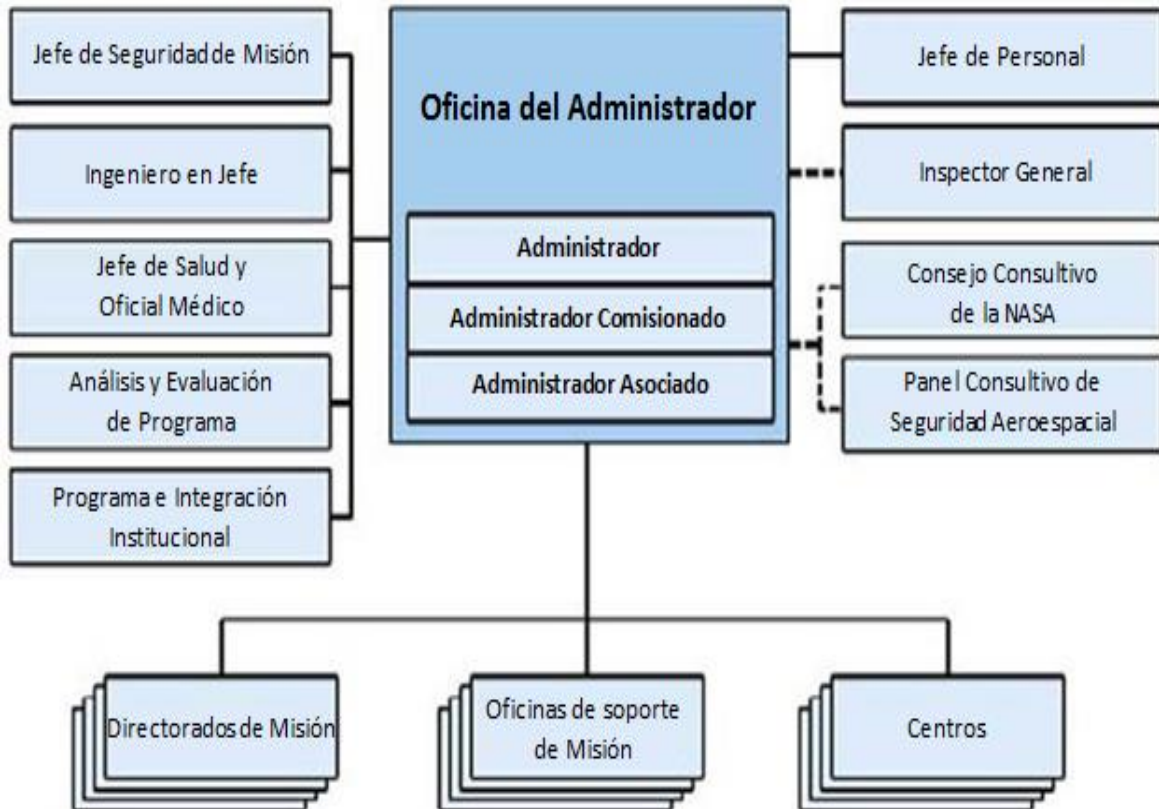 Jefe de Seguridad de Misión
Ingeniero en Jefe
Jefe de Salud y
Oficial Médico
Análisis y Evaluación
de Programa
Programa e Integración
Institucional
Oficina del Administrador
Administrador
Administrador Comisionado
Administrador Asociado
Jefe de Personal
Inspector General
Consejo Consultivo
de la NASA
Panel Consultivo de
Seguridad Aeroespacial
Directorados de Misión
Oficinas de soporte
de Misión
Centros